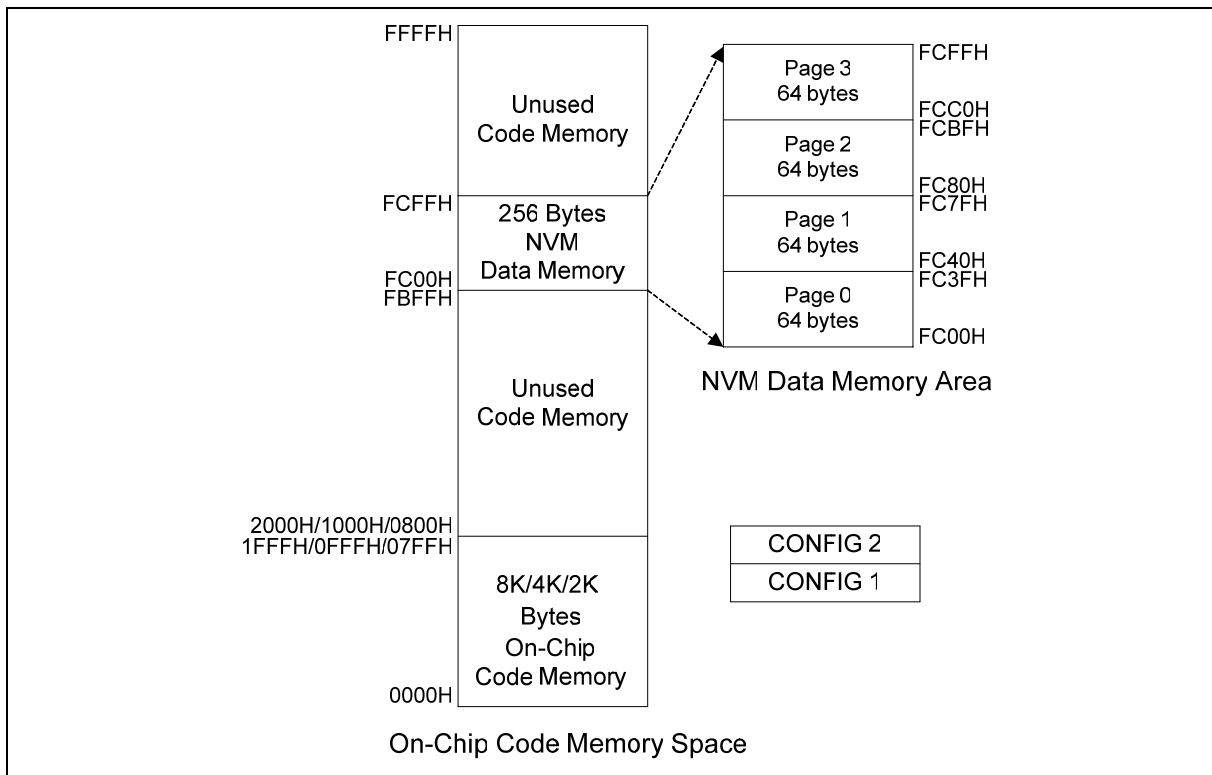 FFFFH
Unused
Code Memory
FCFFH
256 Bytes
NVM
Data Memory
FC00H
FBFFH
Unused
Code Memory
2000H/1000H/0800H
1FFFH/0FFFH/07FFH
8K/4K/2K
Bytes
On-Chip
Code Memory
0000H
On-Chip Code Memory Space
FCFFH
Page 3
64 bytes
FCC0H
FCBFH
Page 2
64 bytes
FC80H
FC7FH
Page 1
64 bytes
FC40H
FC3FH
Page 0
64 bytes
FC00H
NVM Data Memory Area
CONFIG 2
CONFIG 1